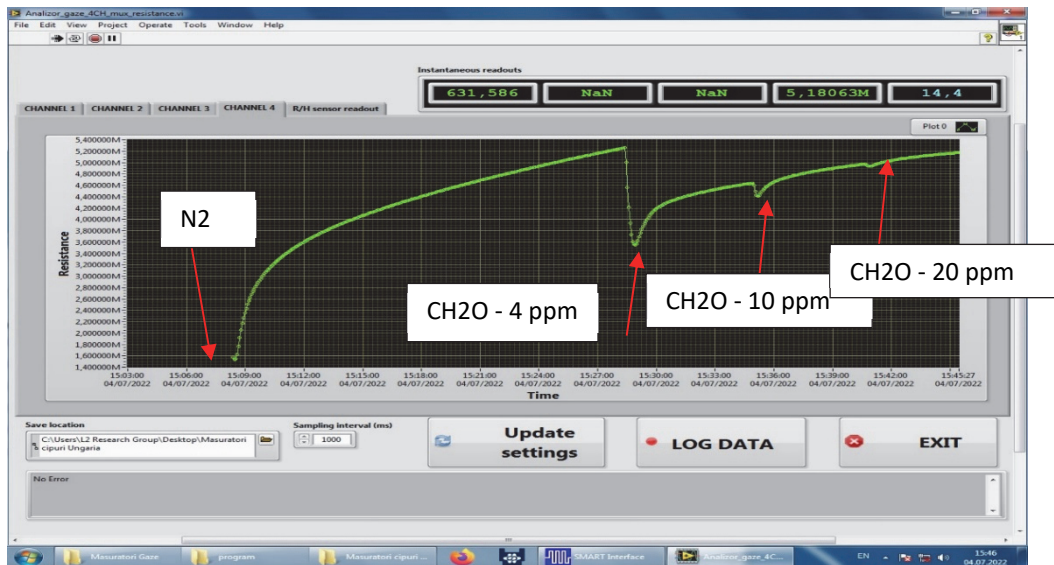 Analizor_gaze_4CH_mux_resistance.vi
File Edit View Project Operate Tools Window Help
Instantaneous readouts
631,586 NaN NaN 5,18063M 14,4
CHANNEL 1 CHANNEL 2 CHANNEL 3 CHANNEL 4 R/H sensor readout
Plot 0
5,400000M
5,200000M
5,000000M
4,800000M
4,600000M
4,400000M
4,200000M
4,000000M
3,800000M
3,600000M
3,400000M
3,200000M
3,000000M
2,800000M
2,600000M
2,400000M
2,200000M
2,000000M
1,800000M
1,600000M
1,400000M
Resistance
N2
CH2O - 4 ppm
CH2O - 10 ppm
CH2O - 20 ppm
15:03:00 15:06:00 15:09:00 15:12:00 15:15:00 15:18:00 15:21:00 15:24:00 15:27:00 15:30:00 15:33:00 15:36:00 15:39:00 15:42:00 15:45:27
04/07/2022 04/07/2022 04/07/2022 04/07/2022 04/07/2022 04/07/2022 04/07/2022 04/07/2022 04/07/2022 04/07/2022 04/07/2022 04/07/2022 04/07/2022 04/07/2022 04/07/2022
Time
Save location
C:\Users\L2 Research Group\Desktop\Masuratori
cipuri Ungaria
Sampling interval (ms)
1000
Update
settings
LOG DATA
EXIT
No Error
Masuratori Gaze program Masuratori cipuri ... SMART Interface Analizor_gaze_4C... EN 15:46
04.07.2022